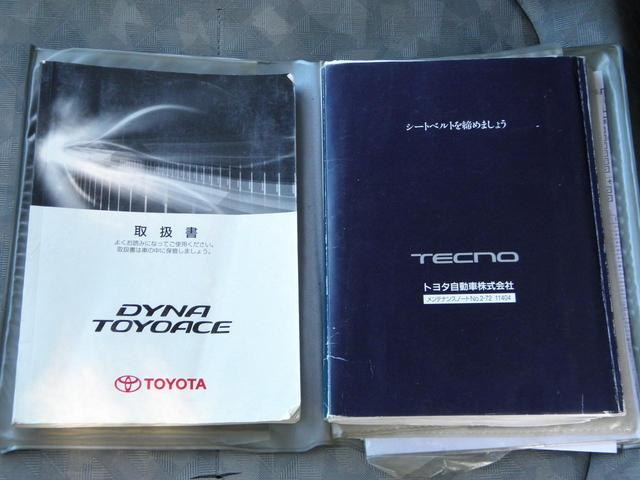 取扱書
よくお読みになってご使用ください。
取扱書は車の中に保管しましょう。
DYNA
TOYOACE
TOYOTA
シートベルトを締めましょう
TECNO
トヨタ自動車株式会社
メンテナンスノートNo.2-72 11404